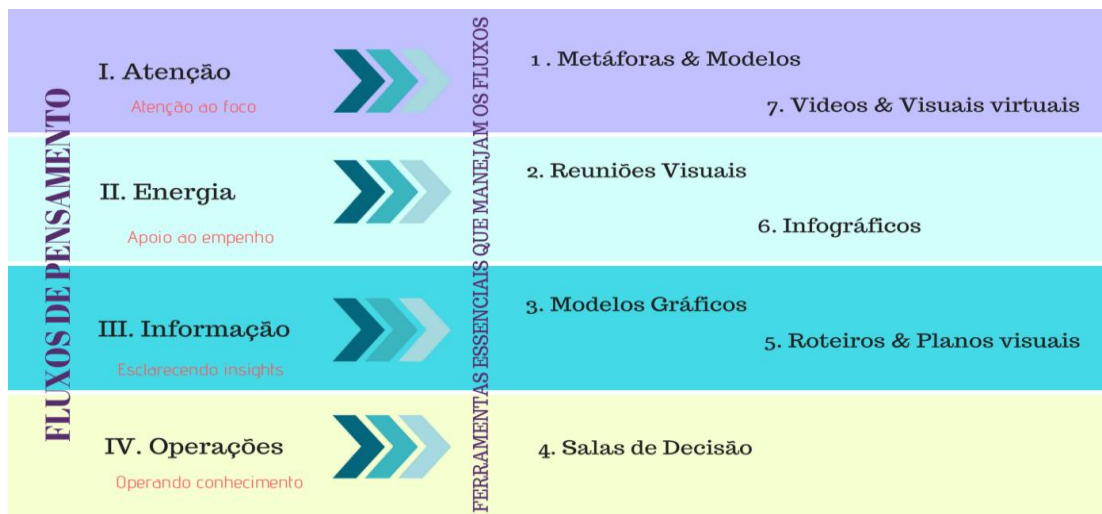 FLUXOS DE PENSAMENTO
FERRAMENTAS ESSENCIAIS QUE MANEJAM OS FLUXOS
I. Atenção
Atenção ao foco
1. Metáforas & Modelos
7. Videos & Visuais virtuais
II. Energia
Apoio ao empenho
2. Reuniões Visuais
6. Infográficos
III. Informação
Esclarecendo insights
3. Modelos Gráficos
5. Roteiros & Planos visuais
IV. Operações
Operando conhecimento
4. Salas de Decisão